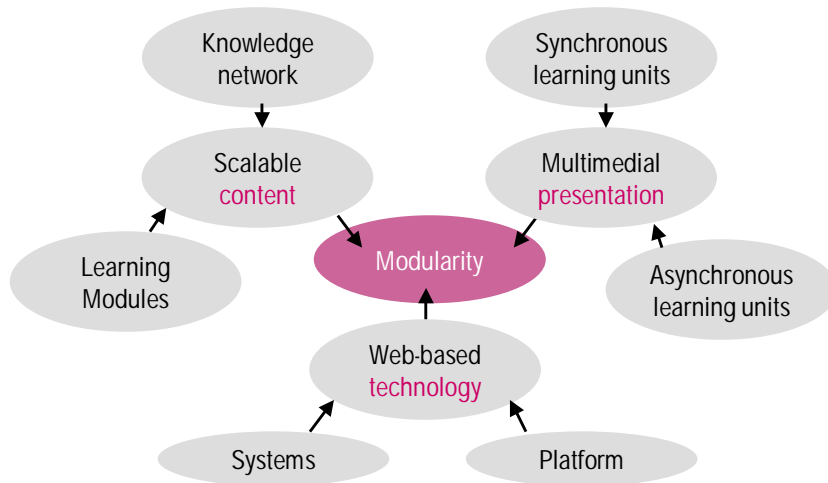 Knowledge
network
Synchronous
learning units
Scalable
content
Multimedial
presentation
Learning
Modules
Modularity
Asynchronous
learning units
Web-based
technology
Systems
Platform